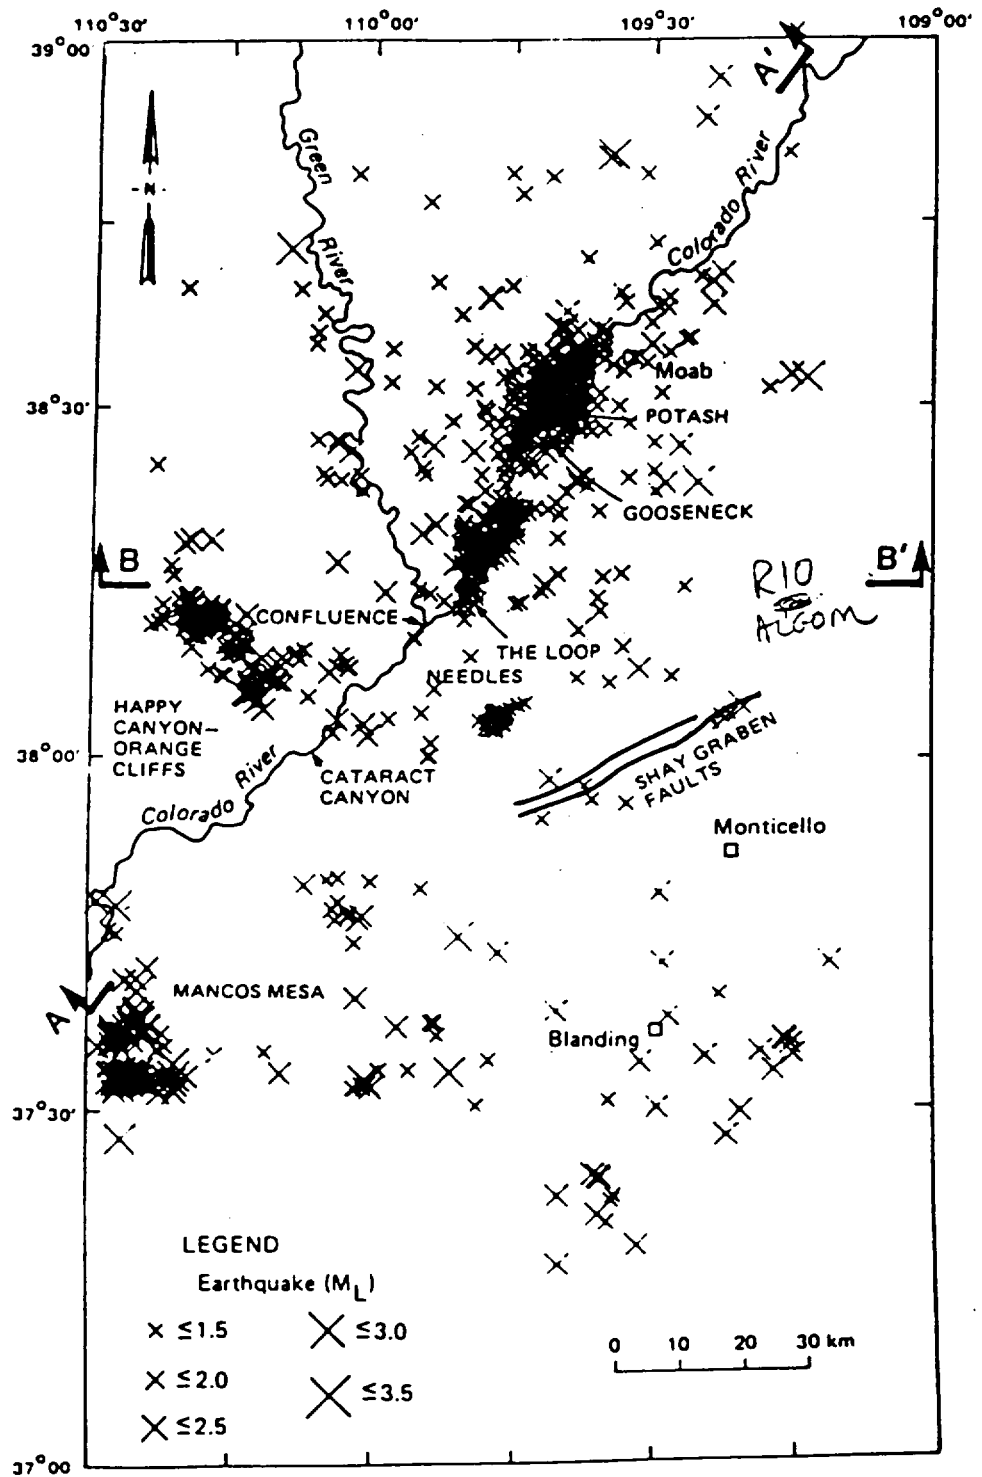 110°30'
110°00'
109°30'
109°00'
39°00'
A'
-N-
Green
River
Colorado River
Moab
38°30'
POTASH
GOOSENECK
B
B'
RIO
ALGOM
CONFLUENCE
THE LOOP
NEEDLES
HAPPY
CANYON–
ORANGE
CLIFFS
38°00'
SHAY GRABEN
FAULTS
CATARACT
CANYON
Colorado River
Monticello
MANCOS MESA
A
Blanding
37°30'
LEGEND
Earthquake (M_L)
≤1.5
≤3.0
≤2.0
≤3.5
≤2.5
0 10 20 30 km
37°00